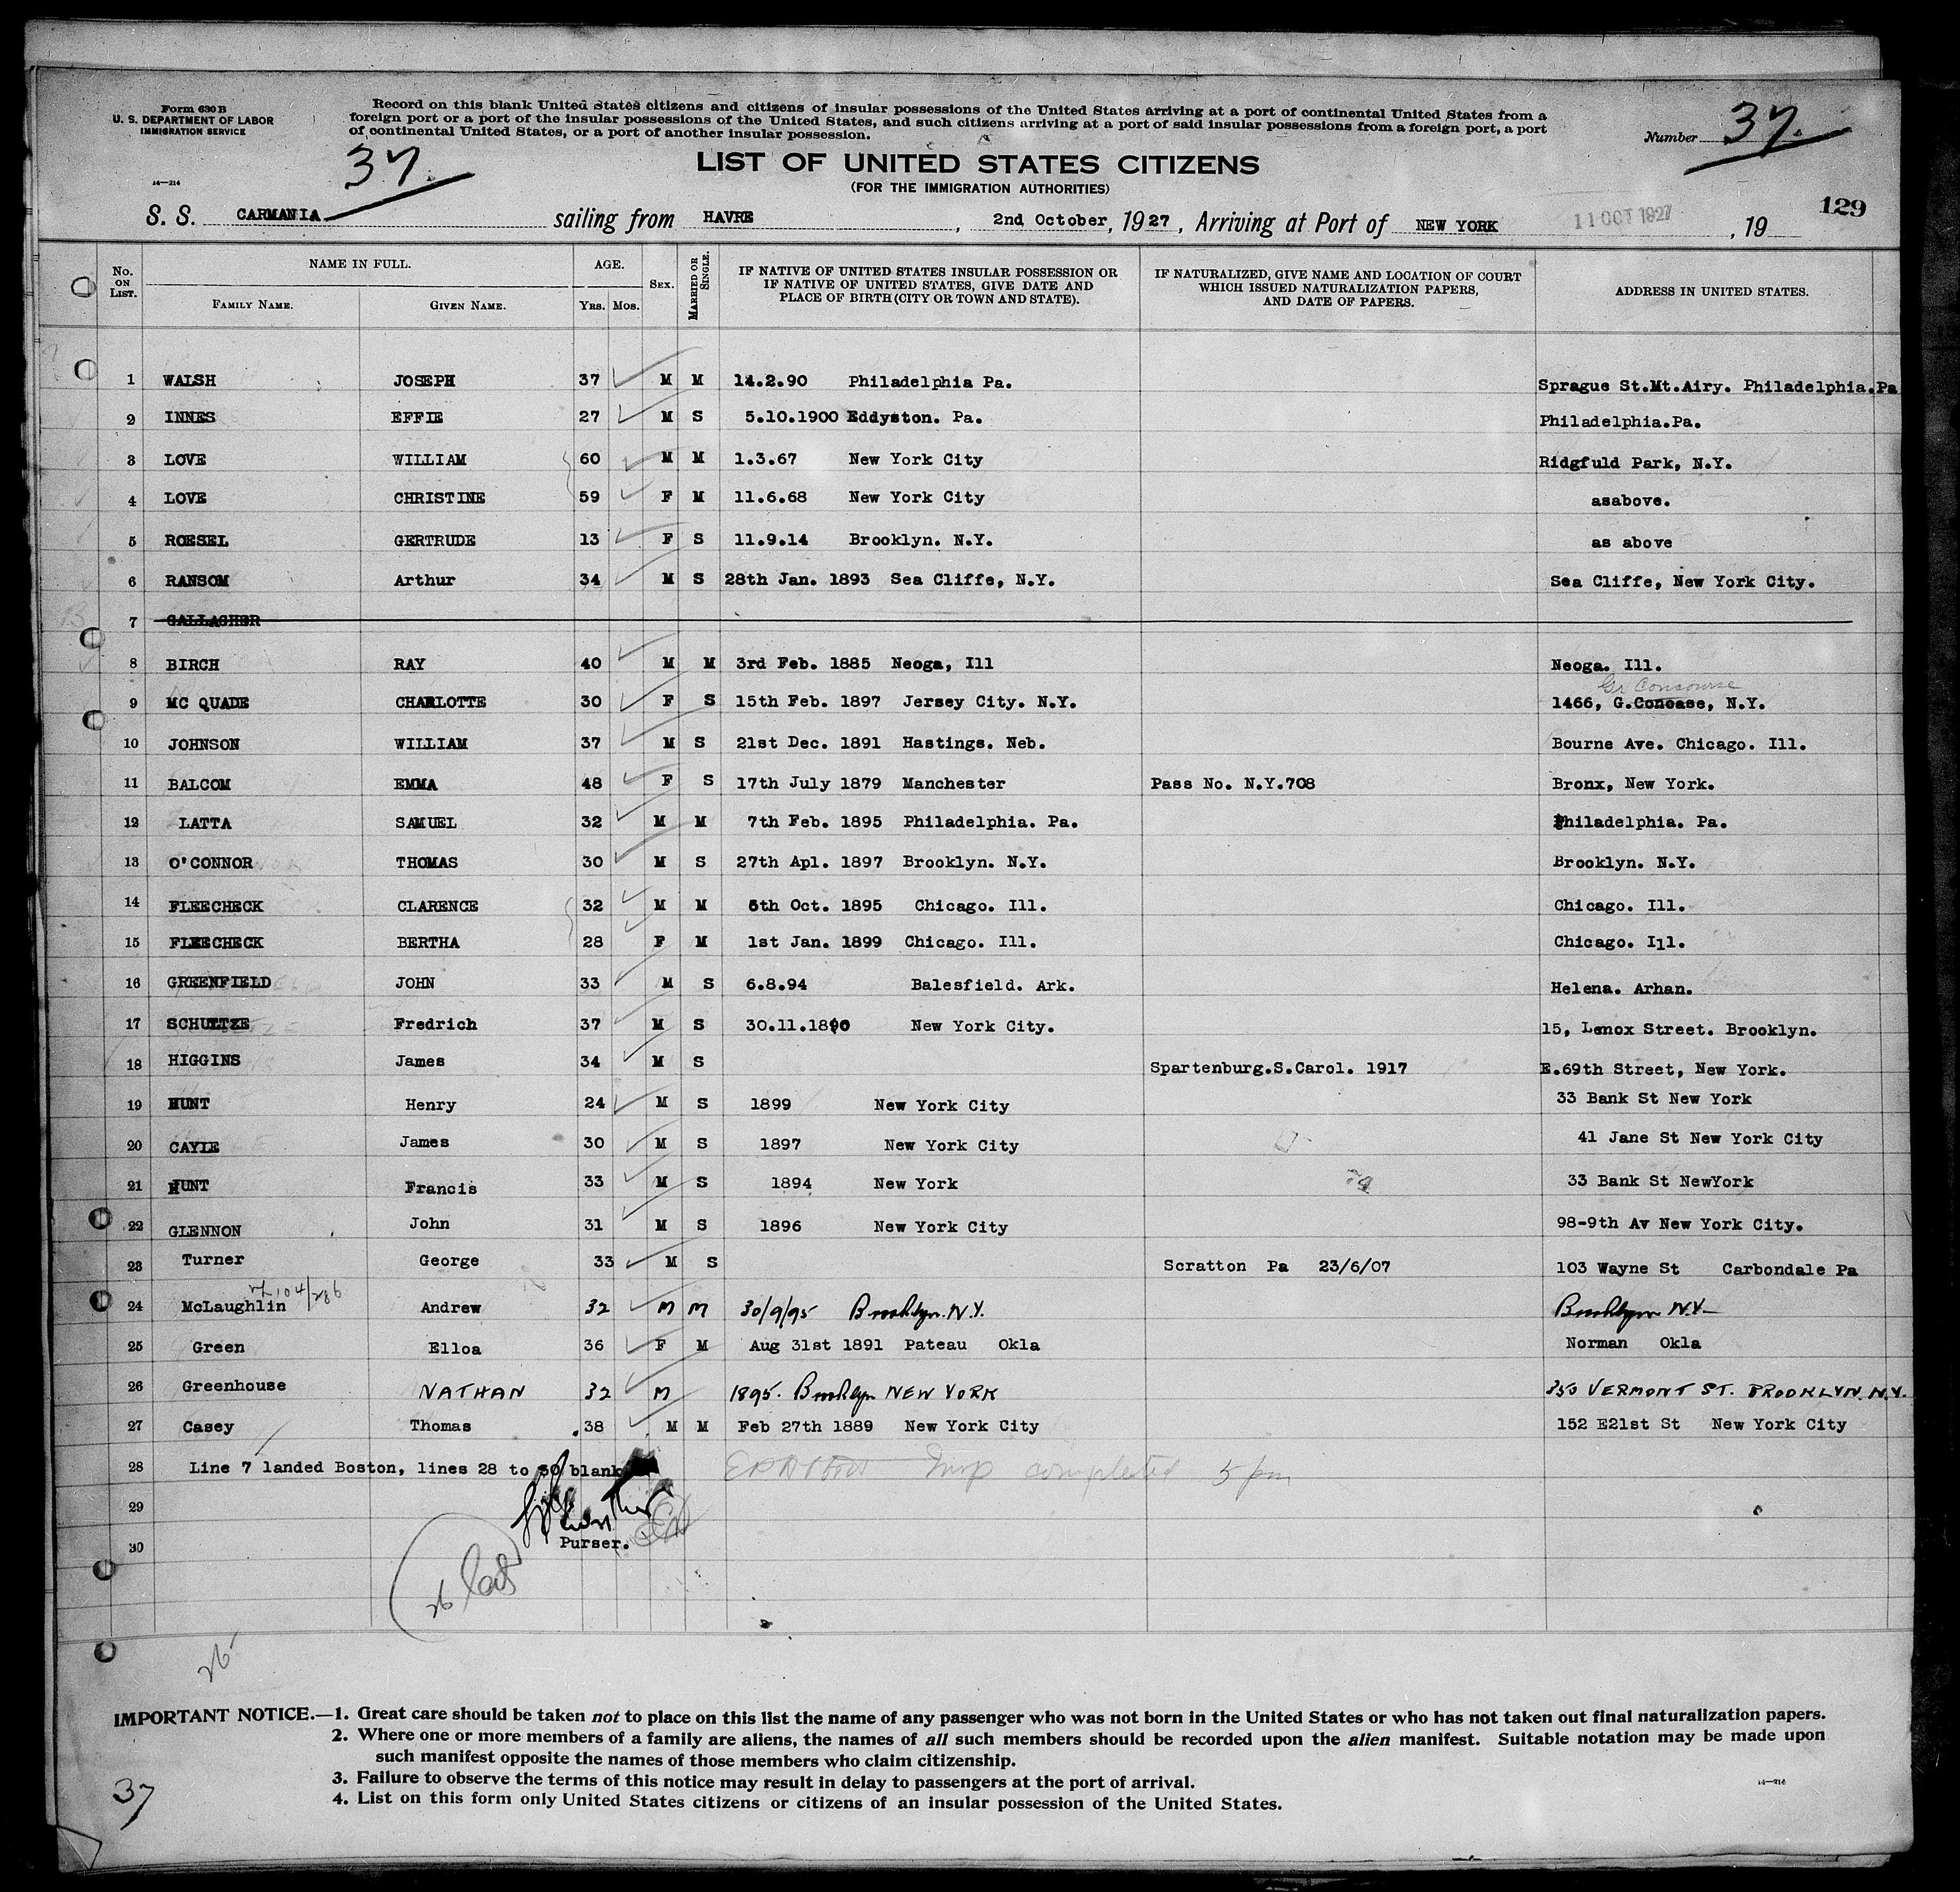 Form 630 B
U. S. DEPARTMENT OF LABOR
IMMIGRATION SERVICE
Record on this blank United States citizens and citizens of insular possessions of the United States arriving at a port of continental United States from a
foreign port or a port of the insular possessions of the United States, and such citizens arriving at a port of said insular possessions from a foreign port, a port
of continental United States, or a port of another insular possession.
Number 37.
37.
14—214
LIST OF UNITED STATES CITIZENS
(FOR THE IMMIGRATION AUTHORITIES)
129
S. S. CARMANIA sailing from HAVRE, 2nd October, 1927, Arriving at Port of NEW YORK 11 OCT 1927, 19
No. ON LIST. NAME IN FULL. FAMILY NAME. GIVEN NAME. AGE. YRS. MOS. SEX. MARRIED OR SINGLE. IF NATIVE OF UNITED STATES INSULAR POSSESSION OR IF NATIVE OF UNITED STATES, GIVE DATE AND PLACE OF BIRTH (CITY OR TOWN AND STATE). IF NATURALIZED, GIVE NAME AND LOCATION OF COURT WHICH ISSUED NATURALIZATION PAPERS, AND DATE OF PAPERS. ADDRESS IN UNITED STATES.
1 WALSH JOSEPH 37 M M 14.2.90 Philadelphia Pa. Sprague St.Mt.Airy. Philadelphia.Pa
2 INNES EFFIE 27 M S 5.10.1900 Eddyston. Pa. Philadelphia.Pa.
3 LOVE WILLIAM 60 M M 1.3.67 New York City Ridgfuld Park, N.Y.
4 LOVE CHRISTINE 59 F M 11.6.68 New York City asabove.
5 ROESEL GERTRUDE 13 F S 11.9.14 Brooklyn. N.Y. as above
6 RANSOM Arthur 34 M S 28th Jan. 1893 Sea Cliffe, N.Y. Sea Cliffe, New York City.
7 GALLAGHER
8 BIRCH RAY 40 M M 3rd Feb. 1885 Neoga, Ill Neoga. Ill.
Gr Concourse
9 MC QUADE CHARLOTTE 30 F S 15th Feb. 1897 Jersey City. N.Y. 1466, G.Concase, N.Y.
10 JOHNSON WILLIAM 37 M S 21st Dec. 1891 Hastings. Neb. Bourne Ave. Chicago. Ill.
11 BALCOM EMMA 48 F S 17th July 1879 Manchester Pass No. N.Y.708 Bronx, New York.
12 LATTA SAMUEL 32 M M 7th Feb. 1895 Philadelphia. Pa. Philadelphia. Pa.
13 O'CONNOR THOMAS 30 M S 27th Apl. 1897 Brooklyn. N.Y. Brooklyn. N.Y.
14 FLEECHECK CLARENCE 32 M M 5th Oct. 1895 Chicago. Ill. Chicago. Ill.
15 FLEECHECK BERTHA 28 F M 1st Jan. 1899 Chicago. Ill. Chicago. Ill.
16 GREENFIELD JOHN 33 M S 6.8.94 Balesfield. Ark. Helena. Arhan.
17 SCHULTZE Fredrich 37 M S 30.11.1890 New York City. 15, Lenox Street. Brooklyn.
18 HIGGINS James 34 M S Spartenburg.S.Carol. 1917 E.69th Street, New York.
19 HUNT Henry 24 M S 1899 New York City 33 Bank St New York
20 CAYLE James 30 M S 1897 New York City 41 Jane St New York City
21 HUNT Francis 33 M S 1894 New York 33 Bank St NewYork
22 GLENNON John 31 M S 1896 New York City 98-9th Av New York City.
23 Turner George 33 M S Scratton Pa 23/6/07 103 Wayne St Carbondale Pa
24 McLaughlin Andrew 32 M M 30/9/95 Brooklyn. N.Y. Brooklyn N.Y.
25 Green Elloa 36 F M Aug 31st 1891 Pateau Okla Norman Okla
26 Greenhouse NATHAN 32 M 1895. Brooklyn NEW YORK 350 VERMONT ST. BROOKLYN. N.Y.
27 Casey Thomas 38 M M Feb 27th 1889 New York City 152 E21st St New York City
28 Line 7 landed Boston, lines 28 to 30 blank Insp completed 5 pm
29
30 Purser.
26
26
IMPORTANT NOTICE.—1. Great care should be taken not to place on this list the name of any passenger who was not born in the United States or who has not taken out final naturalization papers.
2. Where one or more members of a family are aliens, the names of all such members should be recorded upon the alien manifest. Suitable notation may be made upon
such manifest opposite the names of those members who claim citizenship.
3. Failure to observe the terms of this notice may result in delay to passengers at the port of arrival.
4. List on this form only United States citizens or citizens of an insular possession of the United States.
14—214
37